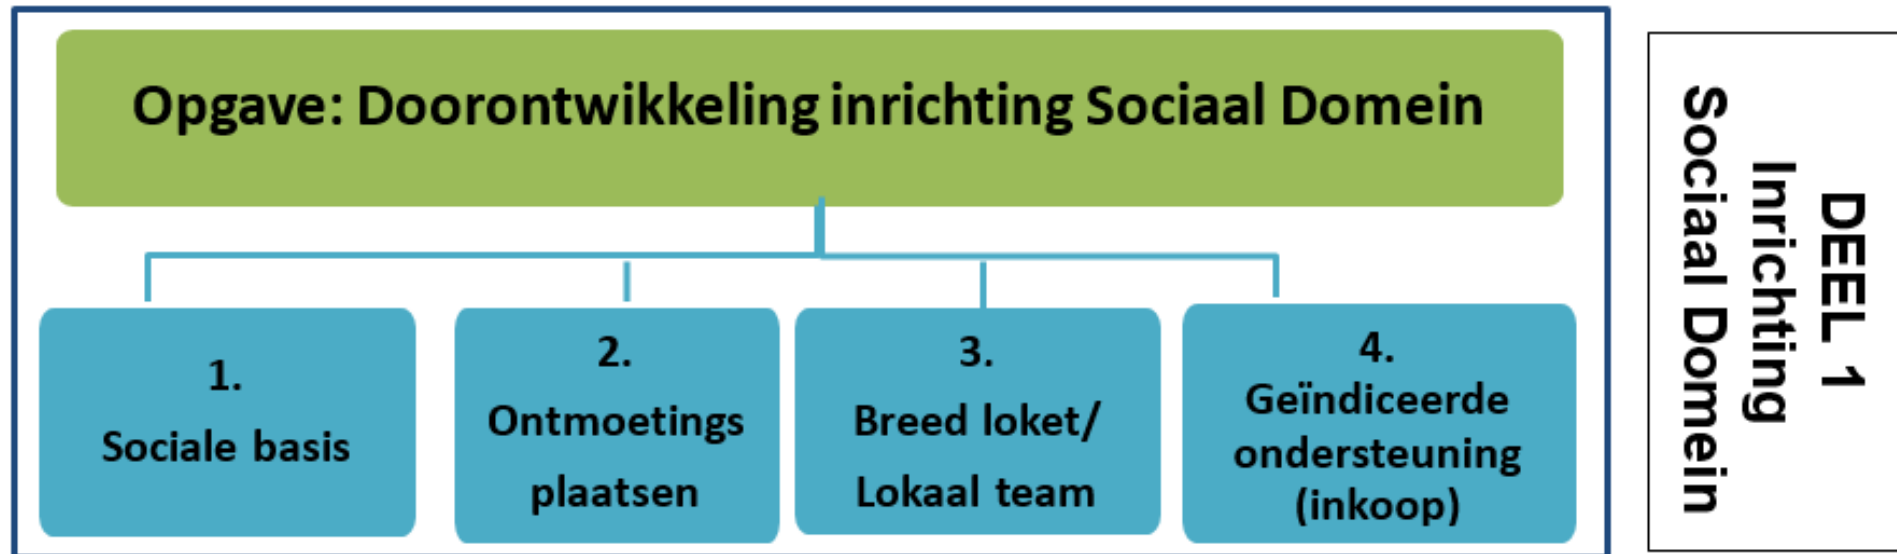 Opgave: Doorontwikkeling inrichting Sociaal Domein
1.
Sociale basis
2.
Ontmoetings
plaatsen
3.
Breed loket/
Lokaal team
4.
Geïndiceerde
ondersteuning
(inkoop)
DEEL 1
Inrichting
Sociaal Domein